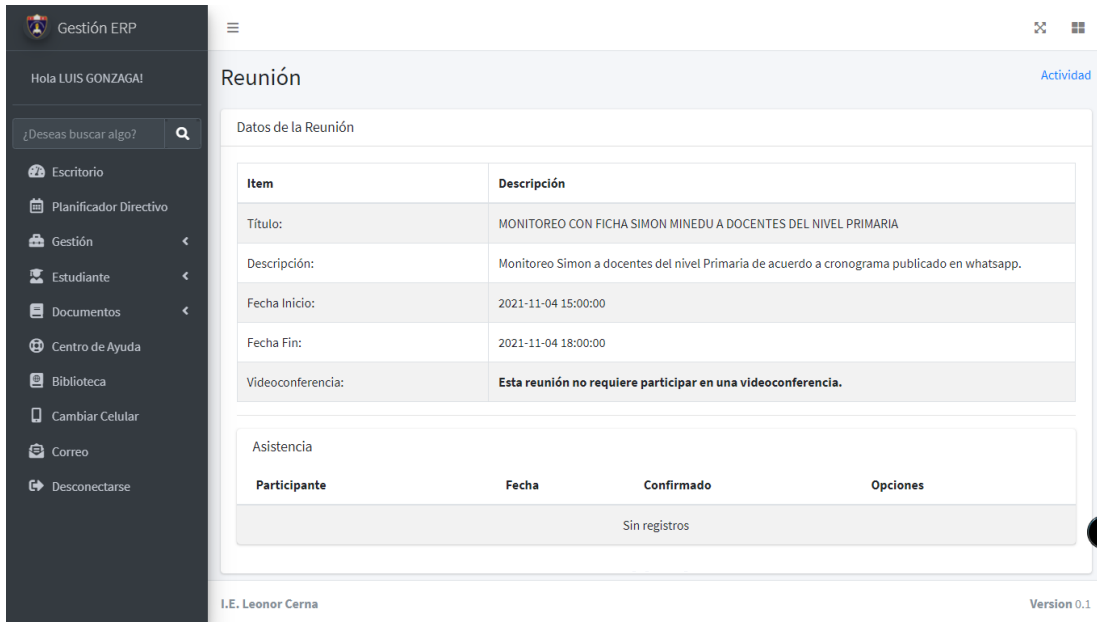 Gestión ERP
Hola LUIS GONZAGA!
¿Deseas buscar algo?
Escritorio
Planificador Directivo
Gestión
Estudiante
Documentos
Centro de Ayuda
Biblioteca
Cambiar Celular
Correo
Desconectarse
Reunión
Actividad
Datos de la Reunión
Item Descripción
Título: MONITOREO CON FICHA SIMON MINEDU A DOCENTES DEL NIVEL PRIMARIA
Descripción: Monitoreo Simon a docentes del nivel Primaria de acuerdo a cronograma publicado en whatsapp.
Fecha Inicio: 2021-11-04 15:00:00
Fecha Fin: 2021-11-04 18:00:00
Videoconferencia: Esta reunión no requiere participar en una videoconferencia.
Asistencia
Participante Fecha Confirmado Opciones
Sin registros
I.E. Leonor Cerna Version 0.1